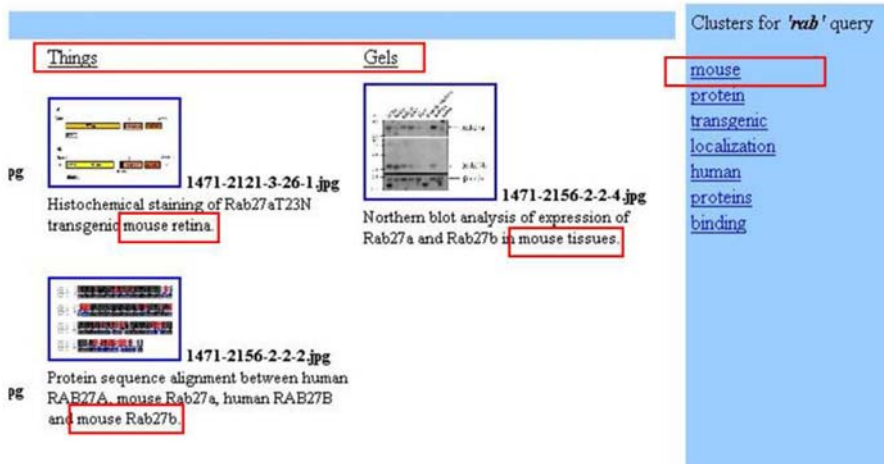 Things
Gels
pg
1471-2121-3-26-1.jpg
Histochemical staining of Rab27aT23N
transgenic mouse retina.
1471-2156-2-2-4.jpg
Northern blot analysis of expression of
Rab27a and Rab27b in mouse tissues.
pg
1471-2156-2-2-2.jpg
Protein sequence alignment between human
RAB27A, mouse Rab27a, human RAB27B
and mouse Rab27b.
Clusters for 'rab' query
mouse
protein
transgenic
localization
human
proteins
binding